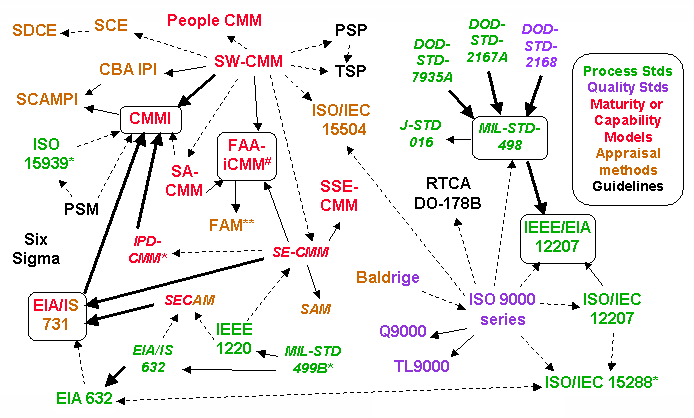 People CMM
SCE
SDCE
PSP
SW-CMM
TSP
CBA IPI
SCAMPI
CMMI
ISO/IEC
15504
ISO
15939*
FAA-
iCMM#
SA-
CMM
SSE-
CMM
PSM
FAM**
Six
Sigma
IPD-
CMM*
SE-CMM
EIA/IS
731
SECAM
SAM
IEEE
1220
EIA/IS
632
MIL-STD
499B*
EIA 632
DOD-
STD-
7935A
DOD-
STD-
2167A
DOD-
STD-
2168
J-STD
016
MIL-STD-
498
RTCA
DO-178B
IEEE/EIA
12207
Baldrige
ISO 9000
series
ISO/IEC
12207
Q9000
TL9000
ISO/IEC 15288*
Process Stds
Quality Stds
Maturity or
Capability
Models
Appraisal
methods
Guidelines